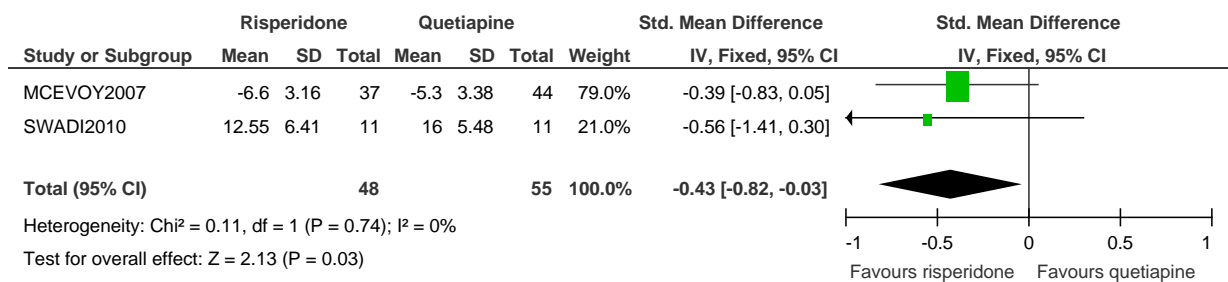 Risperidone Quetiapine Std. Mean Difference Std. Mean Difference
Study or Subgroup Mean SD Total Mean SD Total Weight IV, Fixed, 95% CI IV, Fixed, 95% CI
MCEVOY2007 -6.6 3.16 37 -5.3 3.38 44 79.0% -0.39 [-0.83, 0.05]
SWADI2010 12.55 6.41 11 16 5.48 11 21.0% -0.56 [-1.41, 0.30]
Total (95% CI) 48 55 100.0% -0.43 [-0.82, -0.03]
Heterogeneity: Chi² = 0.11, df = 1 (P = 0.74); I² = 0%
Test for overall effect: Z = 2.13 (P = 0.03)
-1 -0.5 0 0.5 1
Favours risperidone Favours quetiapine